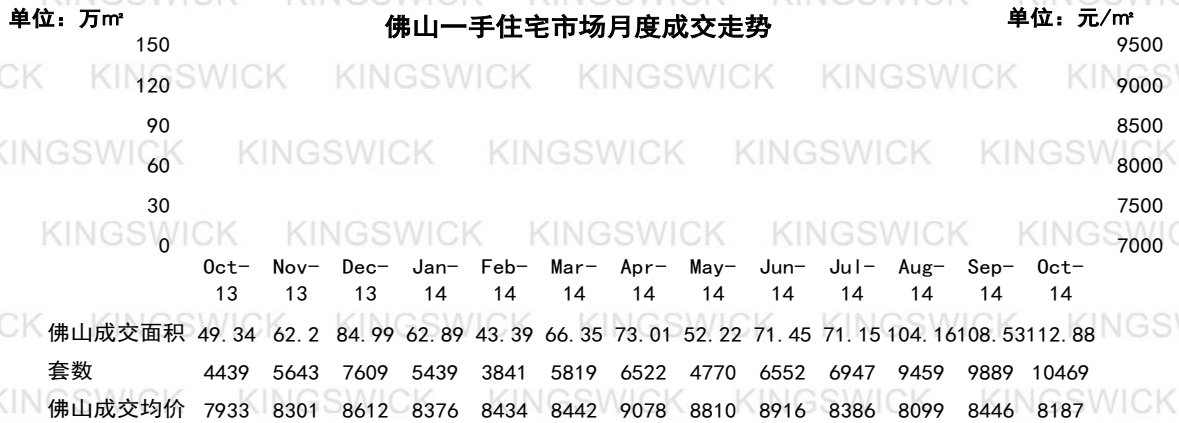 单位：万㎡
佛山一手住宅市场月度成交走势
单位：元/㎡
150 9500
120 9000
90 8500
60 8000
30 7500
0 7000
Oct-13 Nov-13 Dec-13 Jan-14 Feb-14 Mar-14 Apr-14 May-14 Jun-14 Jul-14 Aug-14 Sep-14 Oct-14
佛山成交面积 49.34 62.2 84.99 62.89 43.39 66.35 73.01 52.22 71.45 71.15 104.16 108.53 112.88
套数 4439 5643 7609 5439 3841 5819 6522 4770 6552 6947 9459 9889 10469
佛山成交均价 7933 8301 8612 8376 8434 8442 9078 8810 8916 8386 8099 8446 8187
KINGSWICK